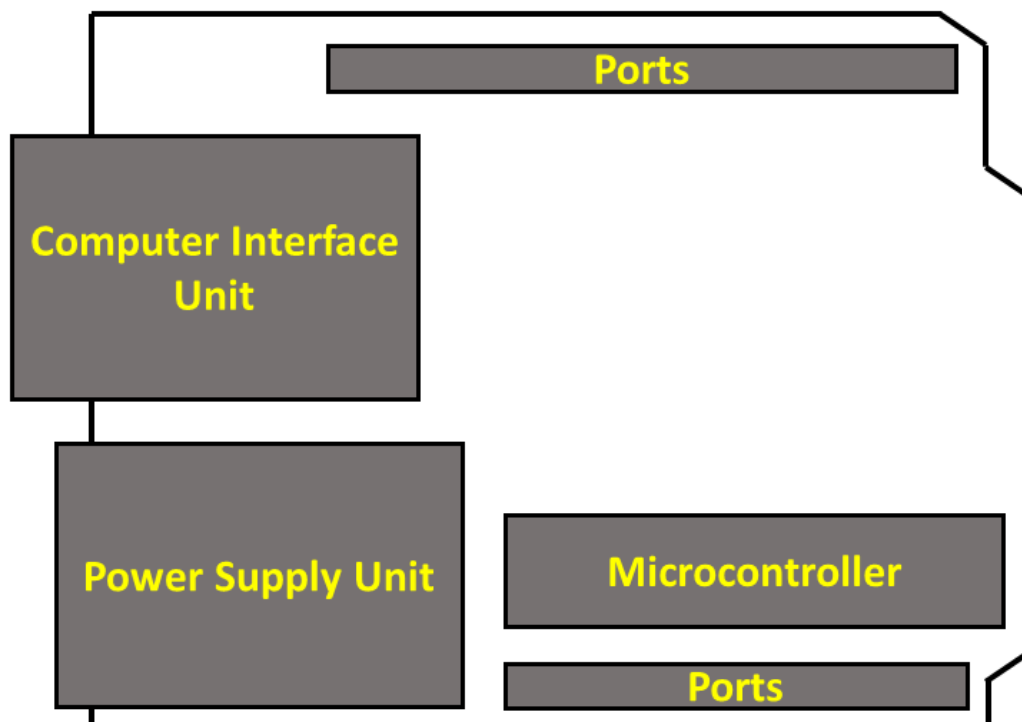 Ports
Computer Interface
Unit
Power Supply Unit
Microcontroller
Ports